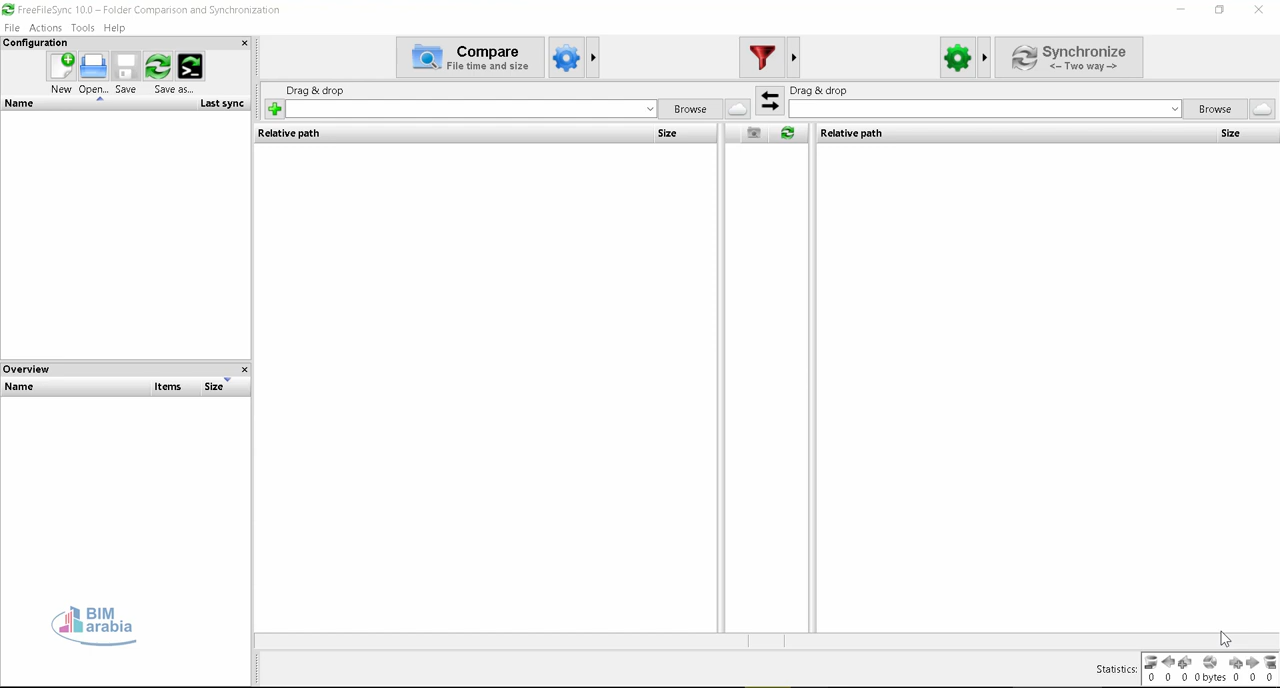 FreeFileSync 10.0 – Folder Comparison and Synchronization
File Actions Tools Help
Configuration
Compare
File time and size
Synchronize
<– Two way –>
New Open... Save Save as...
Name Last sync
Drag & drop
Browse
Drag & drop
Browse
Relative path Size
Relative path Size
Overview
Name Items Size
BIM
arabia
Statistics:
0 0 0 0 bytes 0 0 0